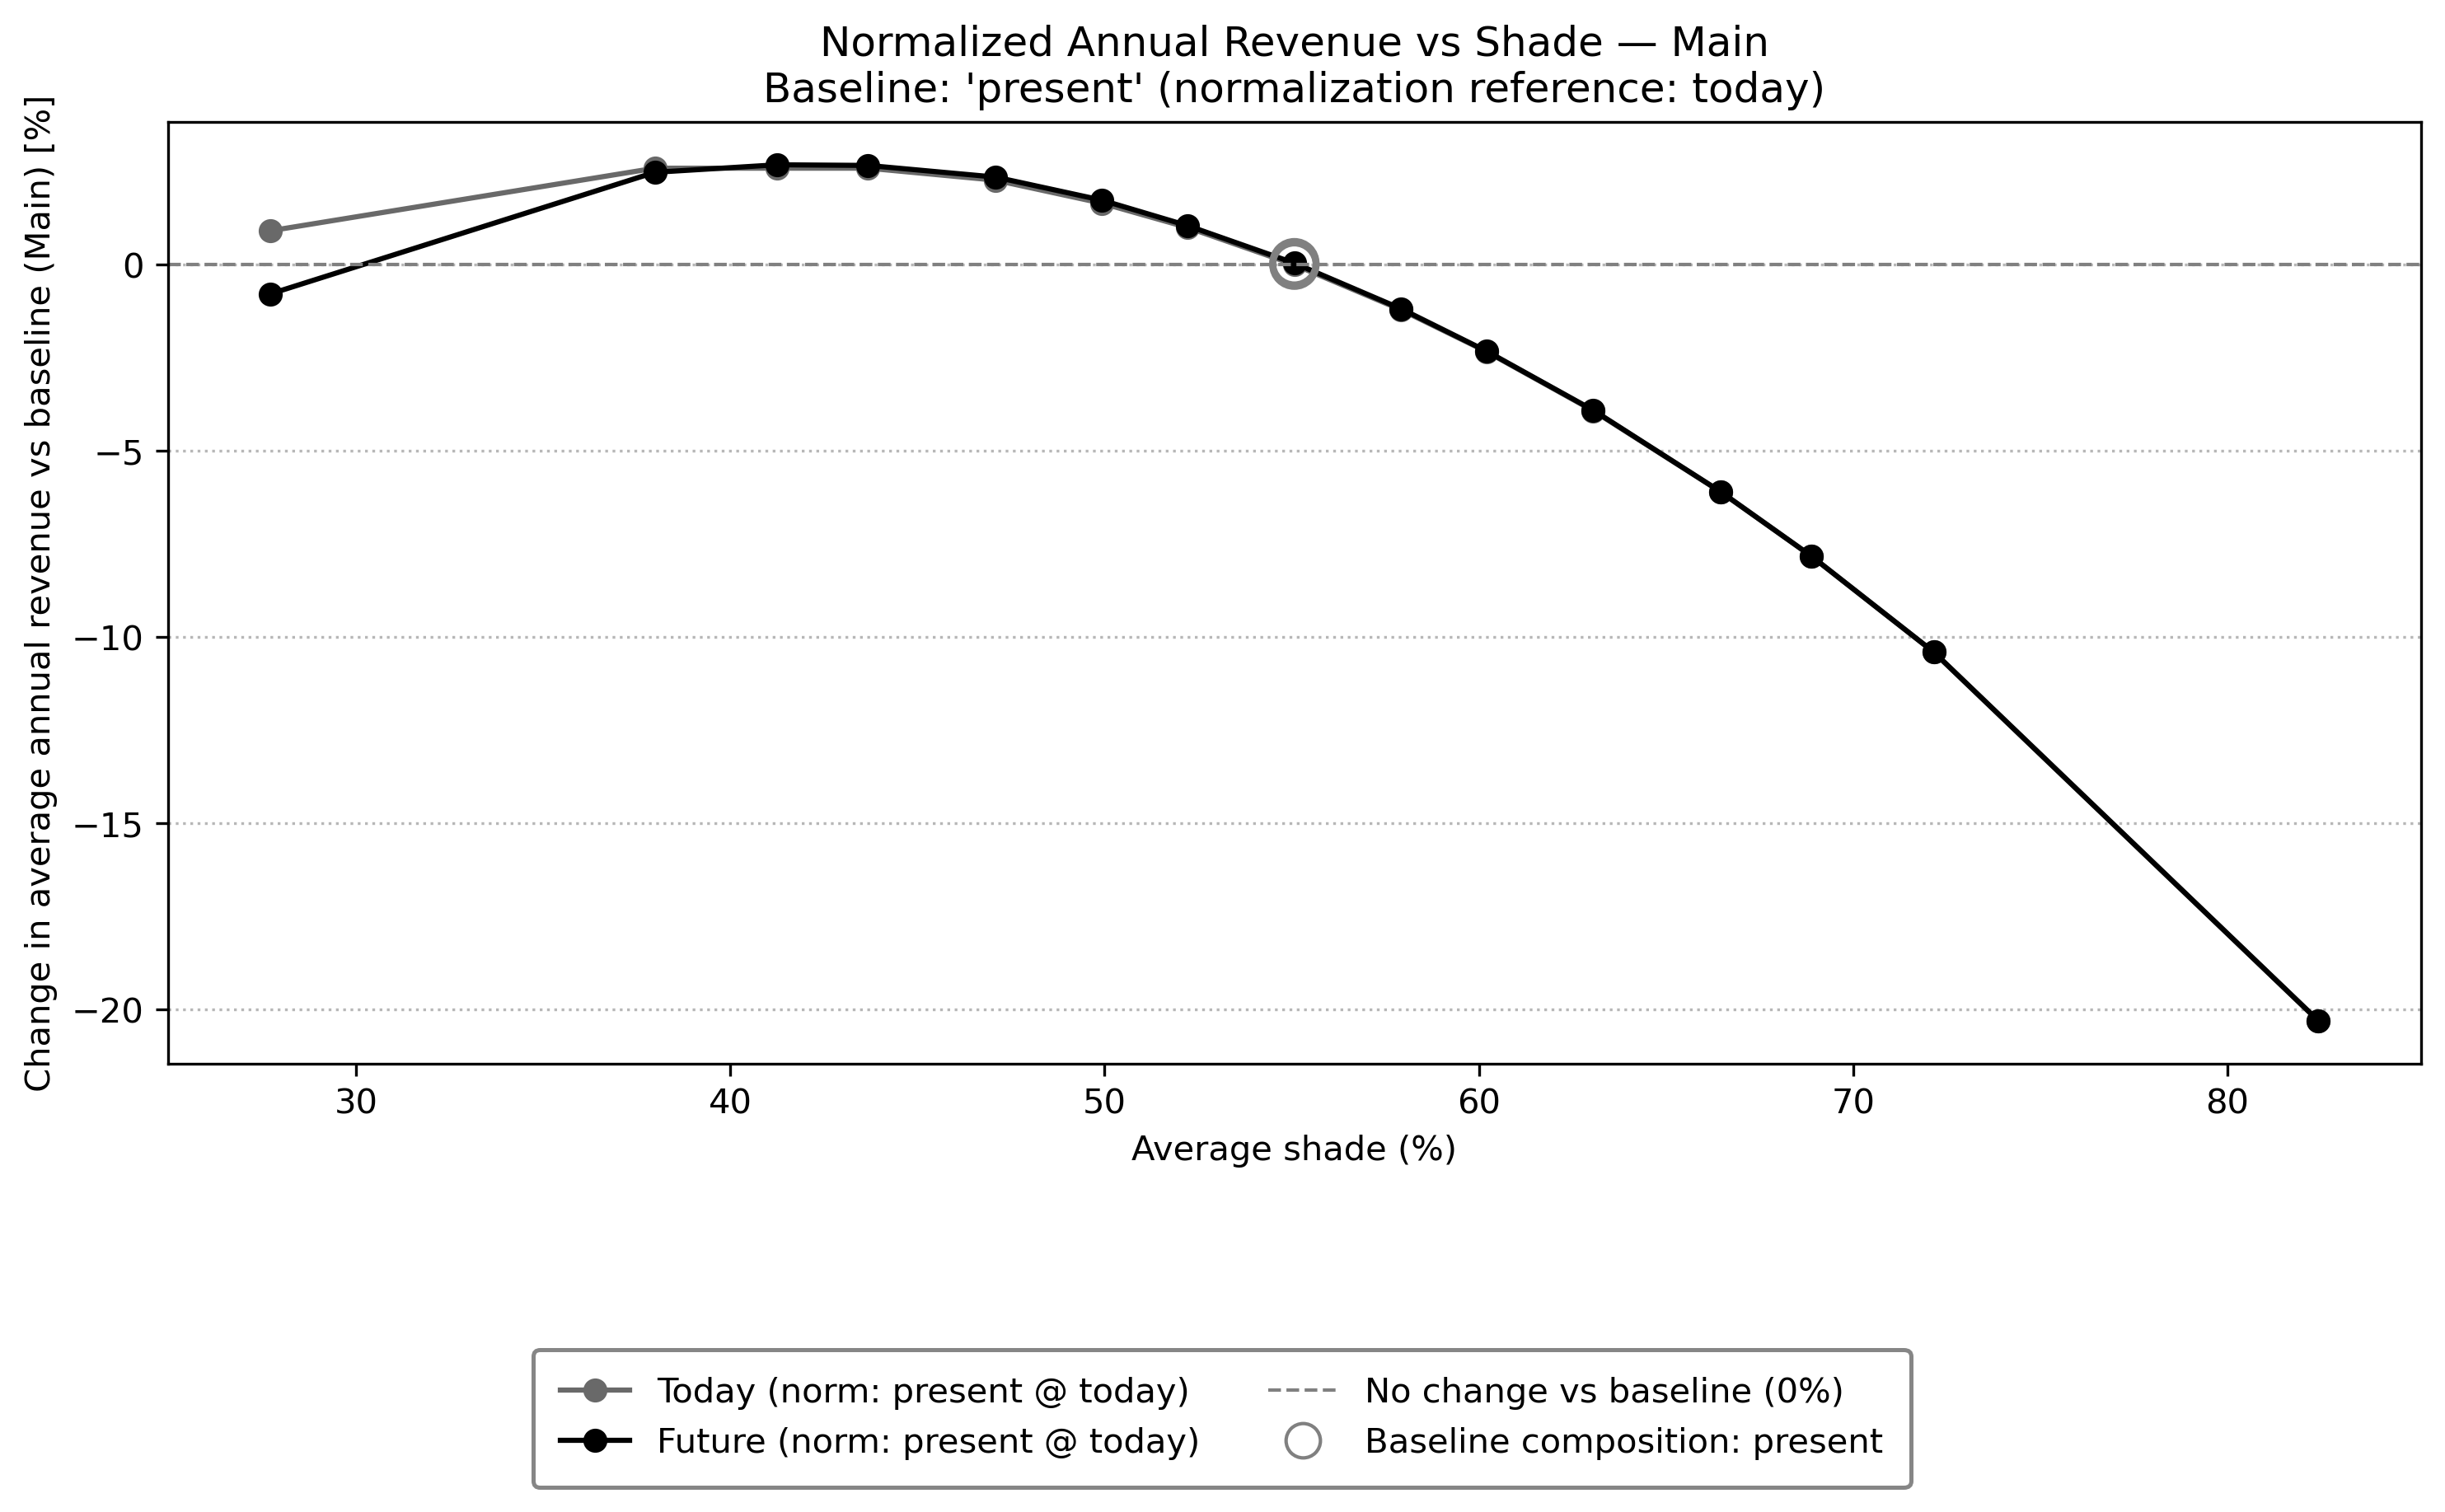 Normalized Annual Revenue vs Shade — Main
Baseline: 'present' (normalization reference: today)
Change in average annual revenue vs baseline (Main) [%]
0
−5
−10
−15
−20
30
40
50
60
70
80
Average shade (%)
Today (norm: present @ today)
Future (norm: present @ today)
No change vs baseline (0%)
Baseline composition: present